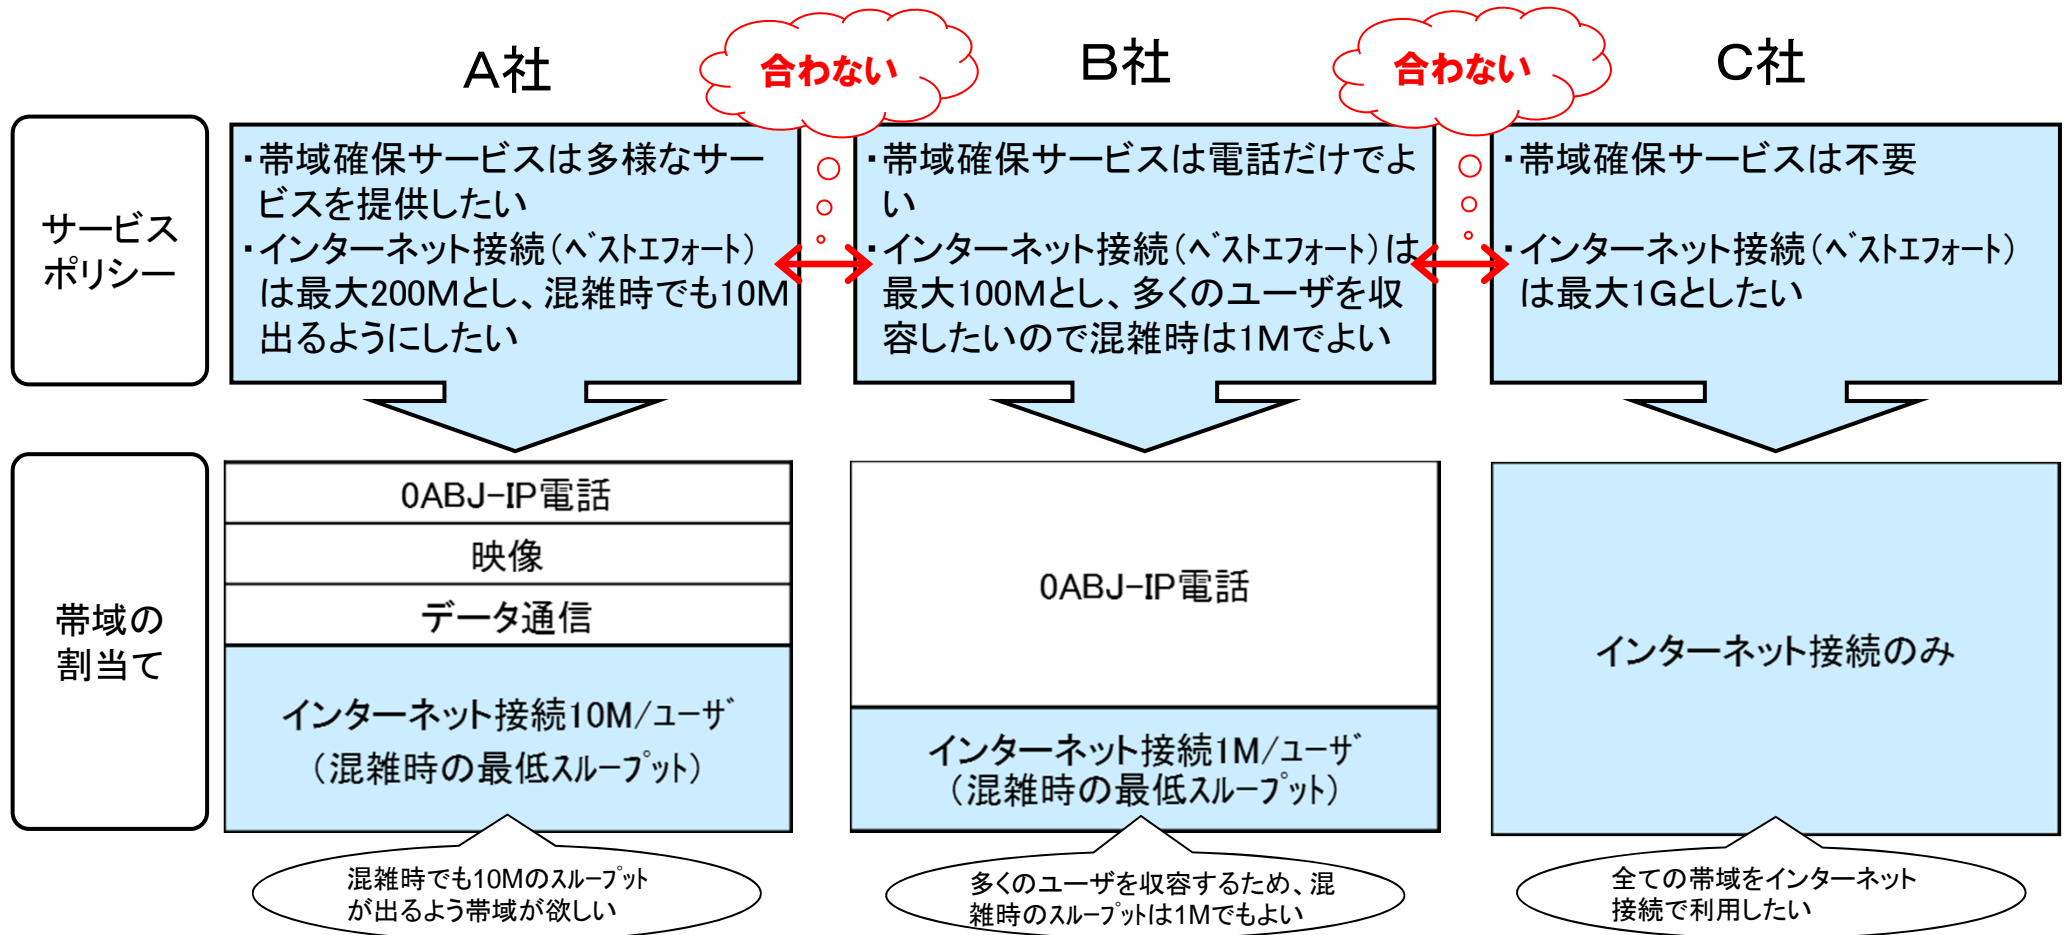 A社
合わない
B社
合わない
C社
サービス
ポリシー
・帯域確保サービスは多様なサー
ビスを提供したい
・インターネット接続（ﾍﾞｽﾄｴﾌｫｰﾄ）
は最大200Mとし、混雑時でも10M
出るようにしたい
・帯域確保サービスは電話だけでよ
い
・インターネット接続（ﾍﾞｽﾄｴﾌｫｰﾄ）は
最大100Mとし、多くのユーザを収
容したいので混雑時は1Mでよい
・帯域確保サービスは不要
・インターネット接続（ﾍﾞｽﾄｴﾌｫｰﾄ）
は最大1Gとしたい
帯域の
割当て
0ABJ-IP電話
映像
データ通信
インターネット接続10M/ﾕｰｻﾞ
（混雑時の最低ｽﾙｰﾌﾟｯﾄ）
0ABJ-IP電話
インターネット接続1M/ﾕｰｻﾞ
（混雑時の最低ｽﾙｰﾌﾟｯﾄ）
インターネット接続のみ
混雑時でも10Mのｽﾙｰﾌﾟｯﾄ
が出るよう帯域が欲しい
多くのユーザを収容するため、混
雑時のｽﾙｰﾌﾟｯﾄは1Mでもよい
全ての帯域をインターネット
接続で利用したい